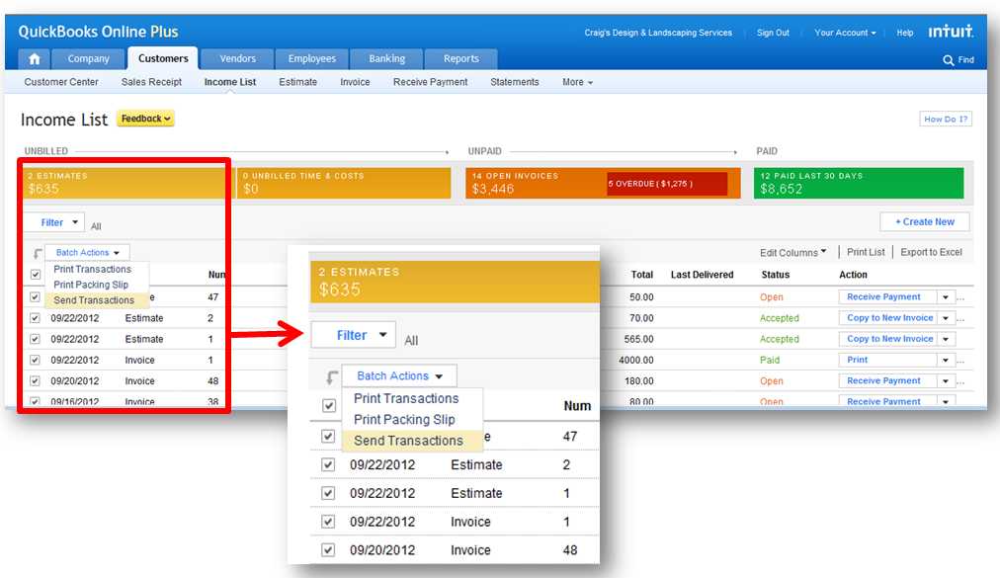 QuickBooks Online Plus
Craig's Design & Landscaping Services Sign Out Your Account Help intuit.
Company Customers Vendors Employees Banking Reports
Find
Customer Center Sales Receipt Income List Estimate Invoice Receive Payment Statements More
Income List Feedback How Do I?
UNBILLED UNPAID PAID
2 ESTIMATES 0 UNBILLED TIME & COSTS 14 OPEN INVOICES 12 PAID LAST 30 DAYS
$635 $0 $3,446 5 OVERDUE ( $1,275 ) $8,652
Filter All + Create New
Batch Actions Edit Columns Print List Export to Excel
Print Transactions Num Total Last Delivered Status Action
Print Packing Slip
Send Transactions e 47 50.00 Open Receive Payment ...
09/22/2012 Estimate 2 70.00 Accepted Copy to New Invoice ...
09/22/2012 Estimate 1 565.00 Accepted Copy to New Invoice
09/22/2012 Invoice 1 4000.00 Paid Print ...
09/20/2012 Invoice 48 180.00 Open Receive Payment ...
09/16/2012 Invoice 38 80.00 Open Receive Payment
2 ESTIMATES
$635
Filter All
Batch Actions
Print Transactions Num
Print Packing Slip
Send Transactions e 47
09/22/2012 Estimate 2
09/22/2012 Estimate 1
09/22/2012 Invoice 1
09/20/2012 Invoice 48